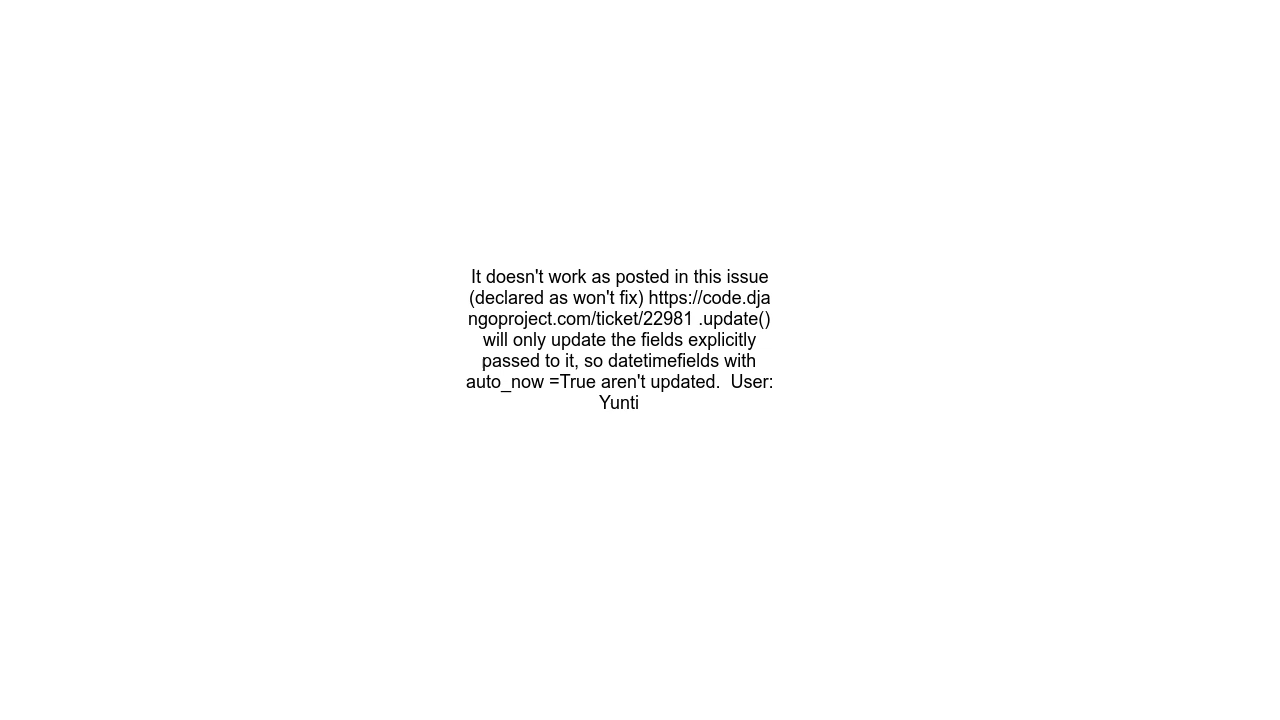 It doesn't work as posted in this issue
(declared as won't fix) https://code.dja
ngoproject.com/ticket/22981 .update()
will only update the fields explicitly
passed to it, so datetimefields with
auto_now =True aren't updated.  User:
Yunti